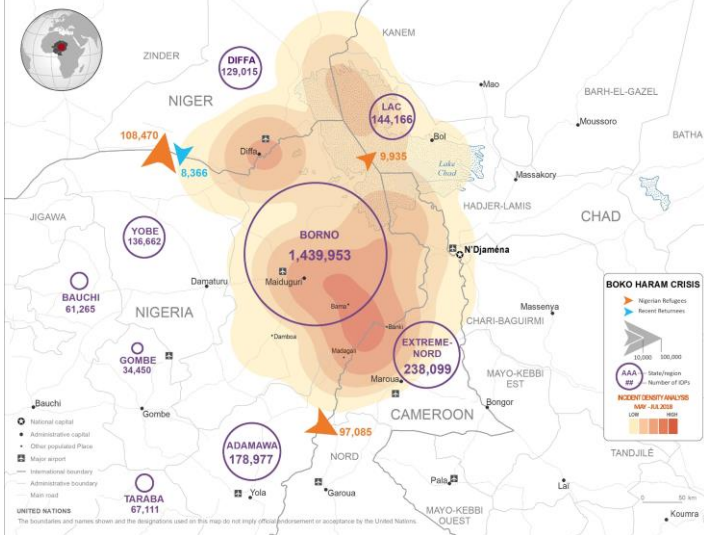 KANEM
ZINDER
DIFFA
129,015
NIGER
Mao
BARH-EL-GAZEL
LAC
144,166
Moussoro
108,470
BATHA
Diffa
9,935
Bol
8,366
Lake
Chad
Massakory
HADJER-LAMIS
JIGAWA
CHAD
YOBE
136,662
BORNO
1,439,953
N'Djaména
Maiduguri
Damaturu
BOKO HARAM CRISIS
Nigerian Refugees
Recent Returnees
10,000
100,000
AAA
##
State/region
Number of IDPs
INCIDENT DENSITY ANALYSIS
MAY - JUL 2018
LOW
HIGH
BAUCHI
61,265
NIGERIA
Bama
Massenya
Banki
CHARI-BAGUIRMI
Damboa
EXTREME-
NORD
238,099
Madagali
GOMBE
34,450
MAYO-KEBBI
EST
Maroua
Bauchi
Gombe
CAMEROON
Bongor
National capital
Administrative capital
Other populated Place
Major airport
International boundary
Administrative boundary
Main road
97,085
ADAMAWA
178,977
NORD
TANDJILÉ
TARABA
67,111
Yola
Garoua
Pala
Laï
0
50 km
UNITED NATIONS
The boundaries and names shown and the designations used on this map do not imply official endorsement or acceptance by the United Nations.
MAYO-KEBBI
OUEST
Koumra